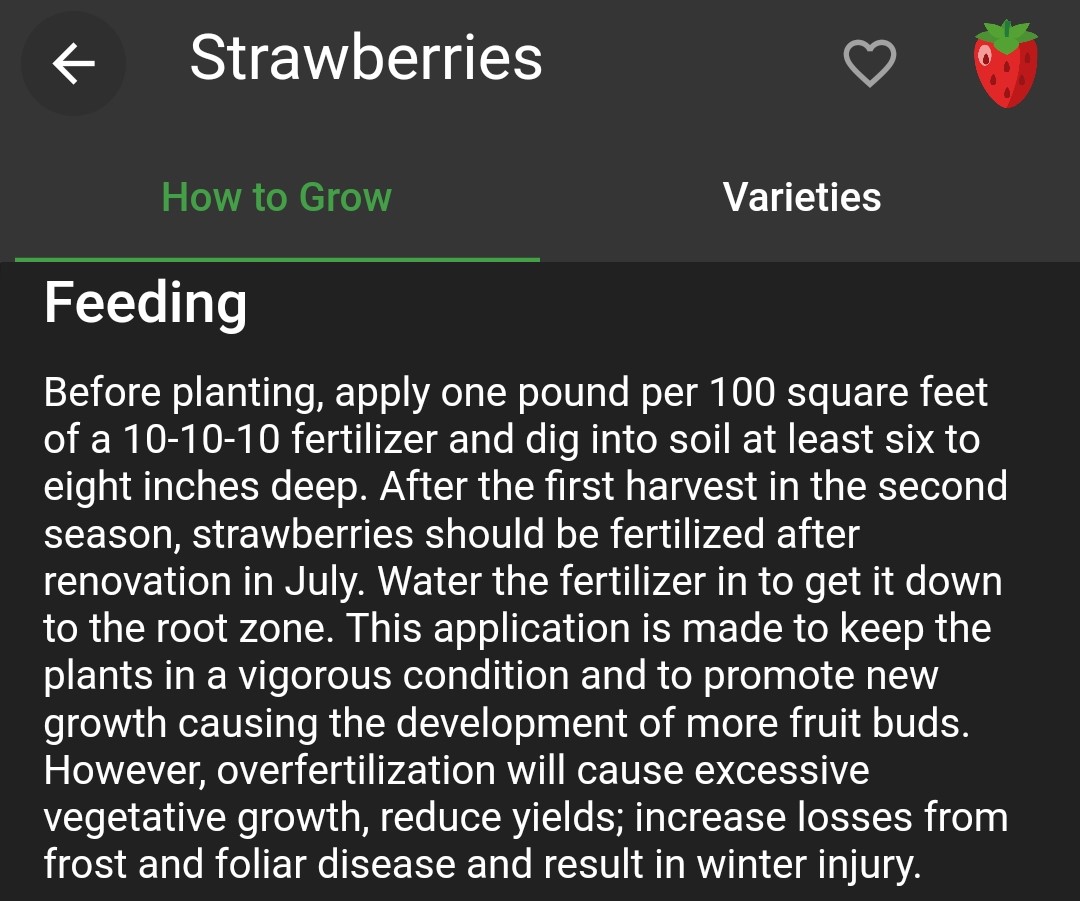 Strawberries
How to Grow
Varieties
Feeding
Before planting, apply one pound per 100 square feet
of a 10-10-10 fertilizer and dig into soil at least six to
eight inches deep. After the first harvest in the second
season, strawberries should be fertilized after
renovation in July. Water the fertilizer in to get it down
to the root zone. This application is made to keep the
plants in a vigorous condition and to promote new
growth causing the development of more fruit buds.
However, overfertilization will cause excessive
vegetative growth, reduce yields; increase losses from
frost and foliar disease and result in winter injury.